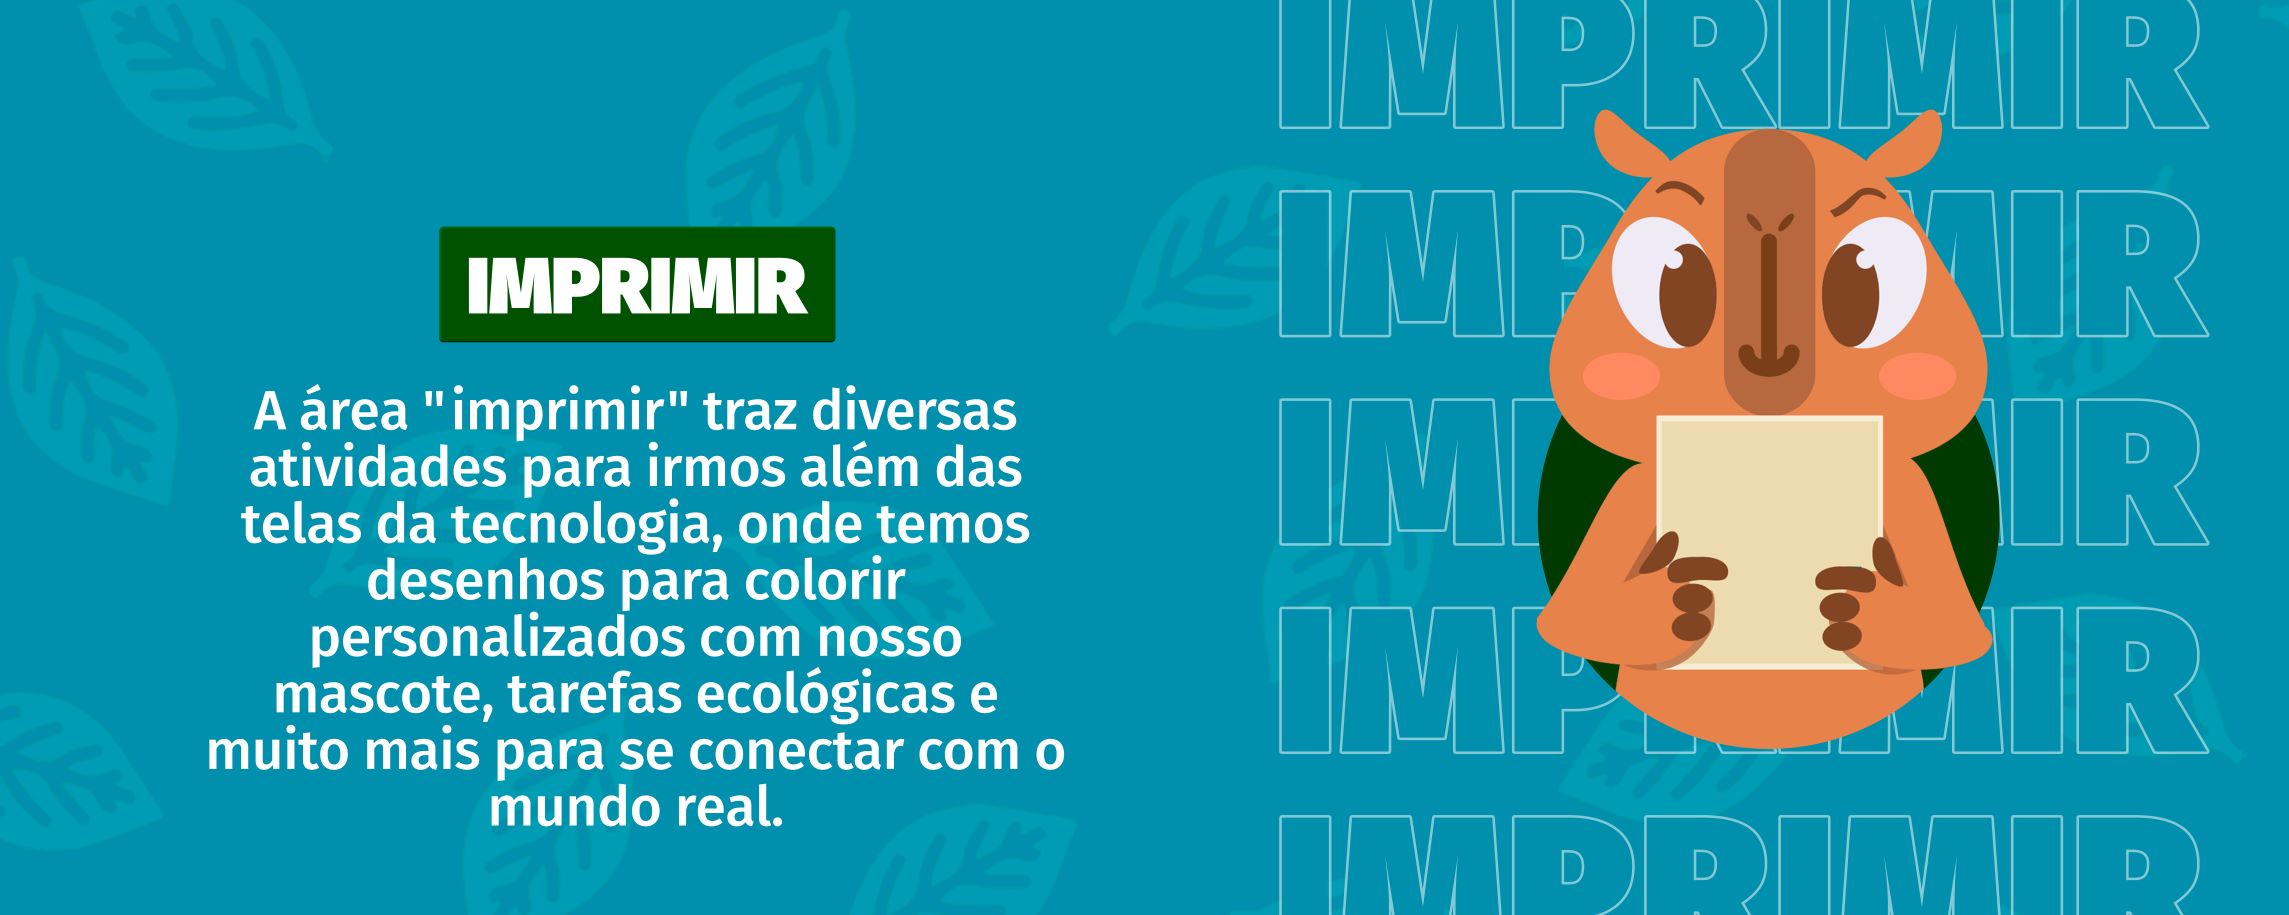 IMPRIMIR
A área "imprimir" traz diversas
atividades para irmos além das
telas da tecnologia, onde temos
desenhos para colorir
personalizados com nosso
mascote, tarefas ecológicas e
muito mais para se conectar com o
mundo real.
IMPRIMIR
IMPRIMIR
IMPRIMIR
IMPRIMIR
IMPRIMIR